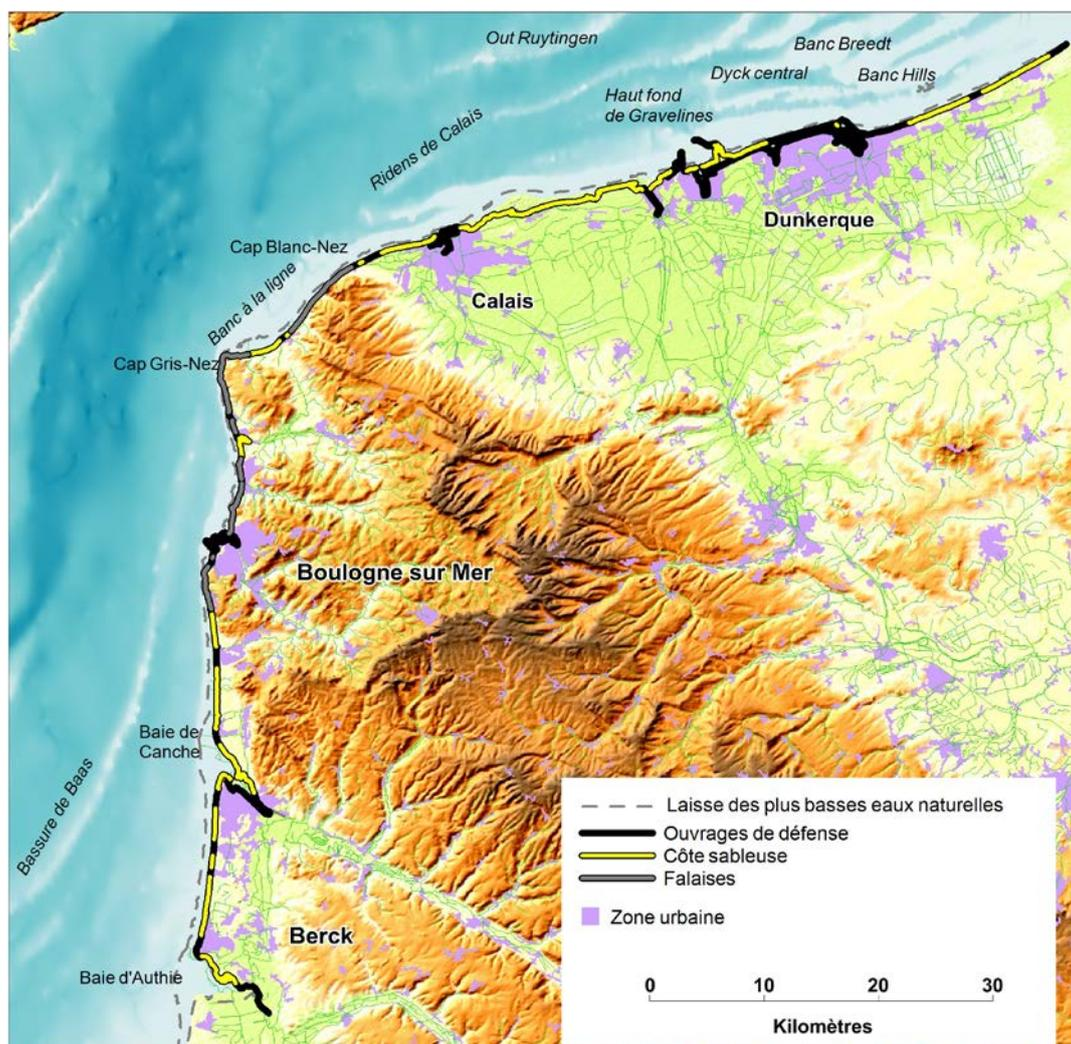 Out Ruytingen
Banc Breedt
Dyck central
Banc Hills
Haut fond
de Gravelines
Ridens de Calais
Dunkerque
Cap Blanc-Nez
Calais
Banc à la ligne
Cap Gris-Nez
Boulogne sur Mer
Baie de
Canche
Bassure de Baas
Berck
Baie d'Authie
Laisse des plus basses eaux naturelles
Ouvrages de défense
Côte sableuse
Falaises
Zone urbaine
0 10 20 30
Kilomètres